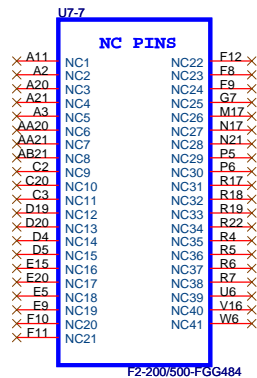 U7-7
NC PINS
A11 NC1 NC22 F12
A2 NC2 NC23 F8
A20 NC3 NC24 F9
A21 NC4 NC25 G7
A3 NC5 NC26 M17
AA20 NC6 NC27 N17
AA21 NC7 NC28 N21
AB21 NC8 NC29 P5
C2 NC9 NC30 P6
C20 NC10 NC31 R17
C3 NC11 NC32 R18
D19 NC12 NC33 R19
D20 NC13 NC34 R22
D4 NC14 NC35 R4
D5 NC15 NC36 R5
E15 NC16 NC37 R6
E20 NC17 NC38 R7
E5 NC18 NC39 U6
E9 NC19 NC40 V16
F10 NC20 NC41 W6
F11 NC21
F2-200/500-FGG484